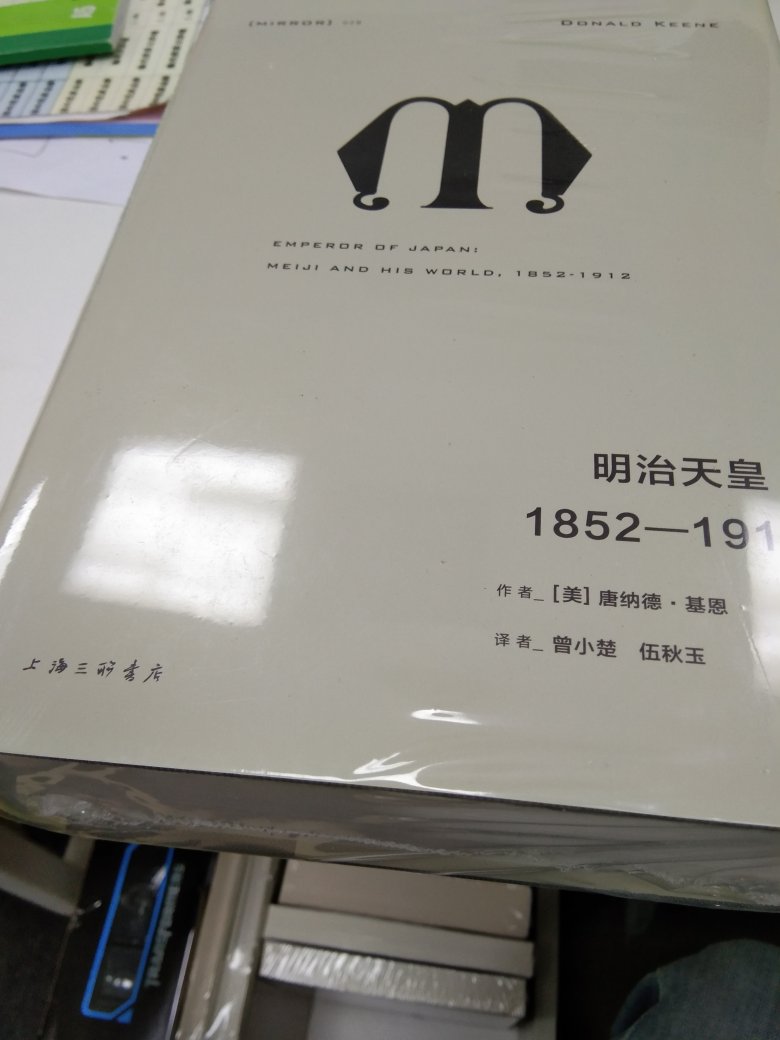 [MIRROR]
DONALD KEENE
EMPEROR OF JAPAN:
MEIJI AND HIS WORLD, 1852-1912
明治天皇
1852—191
作者_ [美] 唐纳德·基恩
译者_ 曾小楚 伍秋玉
上海三联书店